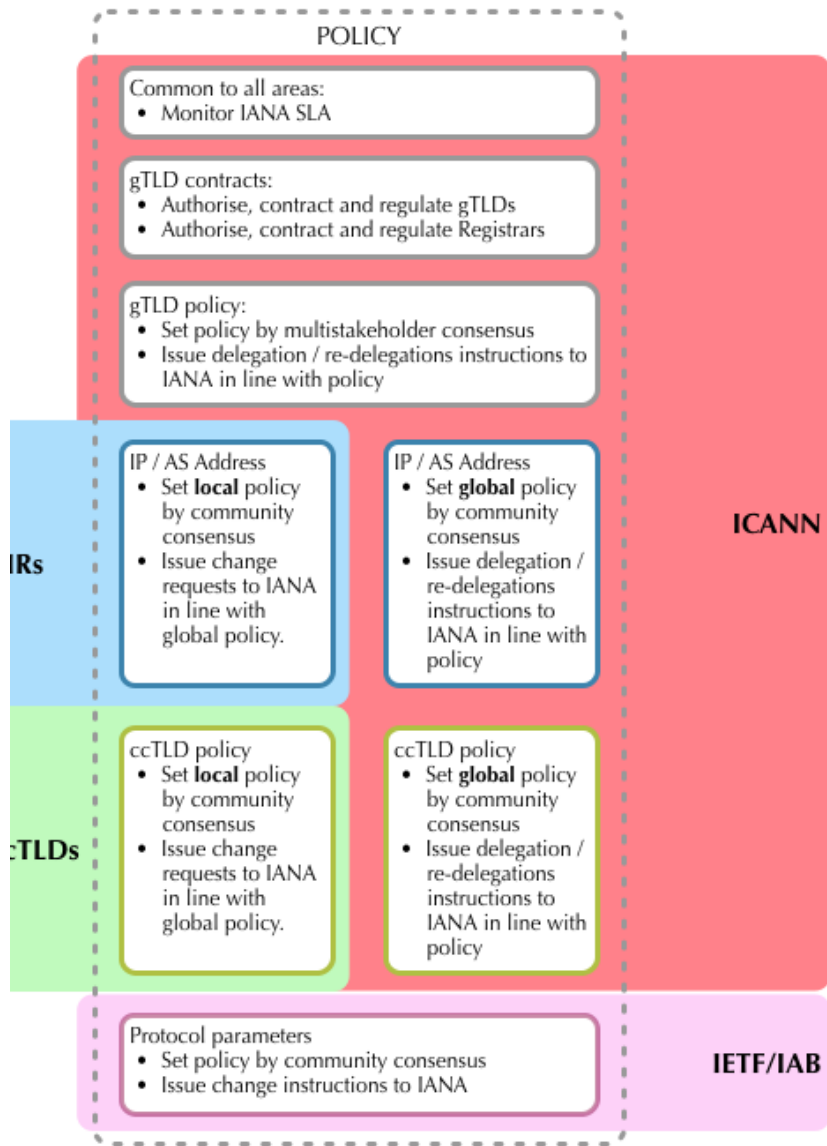 POLICY
Common to all areas:
• Monitor IANA SLA
gTLD contracts:
• Authorise, contract and regulate gTLDs
• Authorise, contract and regulate Registrars
gTLD policy:
• Set policy by multistakeholder consensus
• Issue delegation / re-delegations instructions to
IANA in line with policy
IP / AS Address
• Set local policy
by community
consensus
• Issue change
requests to IANA
in line with
global policy.
IP / AS Address
• Set global policy
by community
consensus
• Issue delegation /
re-delegations
instructions to
IANA in line with
policy
ICANN
IRs
ccTLD policy
• Set local policy
by community
consensus
• Issue change
requests to IANA
in line with
global policy.
ccTLD policy
• Set global policy
by community
consensus
• Issue delegation /
re-delegations
instructions to
IANA in line with
policy
cTLDs
Protocol parameters
• Set policy by community consensus
• Issue change instructions to IANA
IETF/IAB